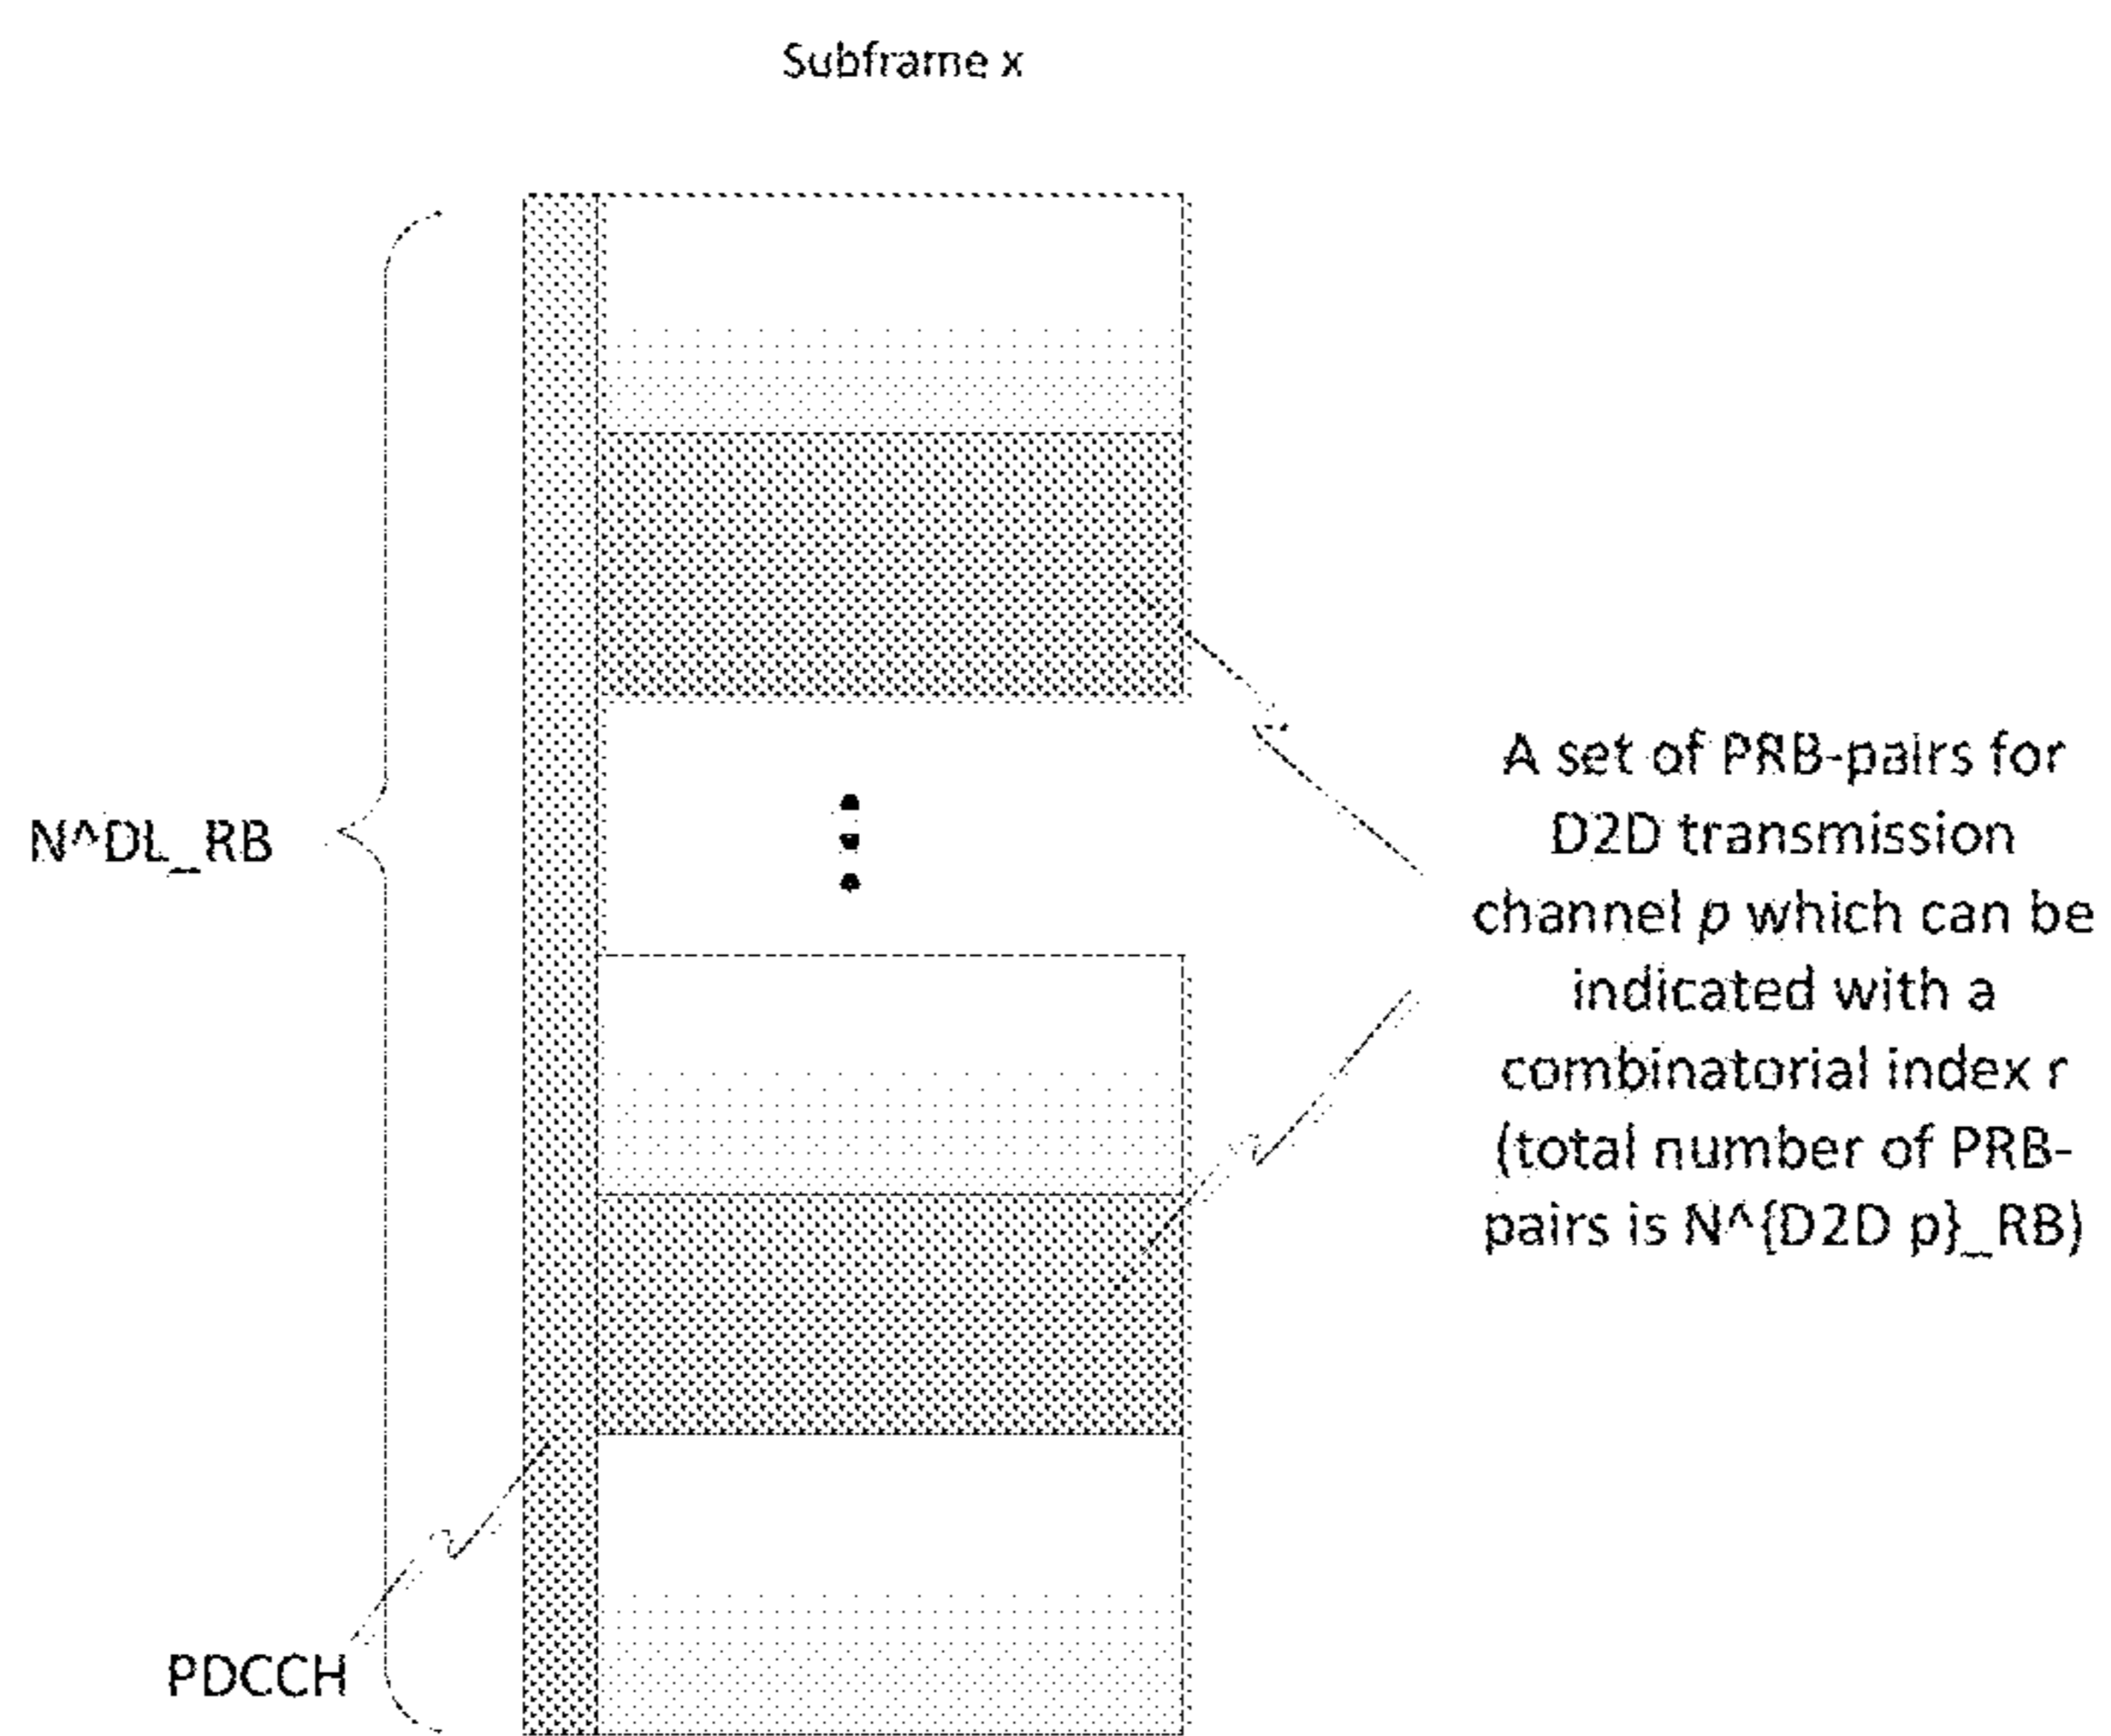 Subframe x
N^DL_RB
A set of PRB-pairs for
D2D transmission
channel p which can be
indicated with a
combinatorial index r
(total number of PRB-
pairs is N^{D2D p}_RB)
PDCCH